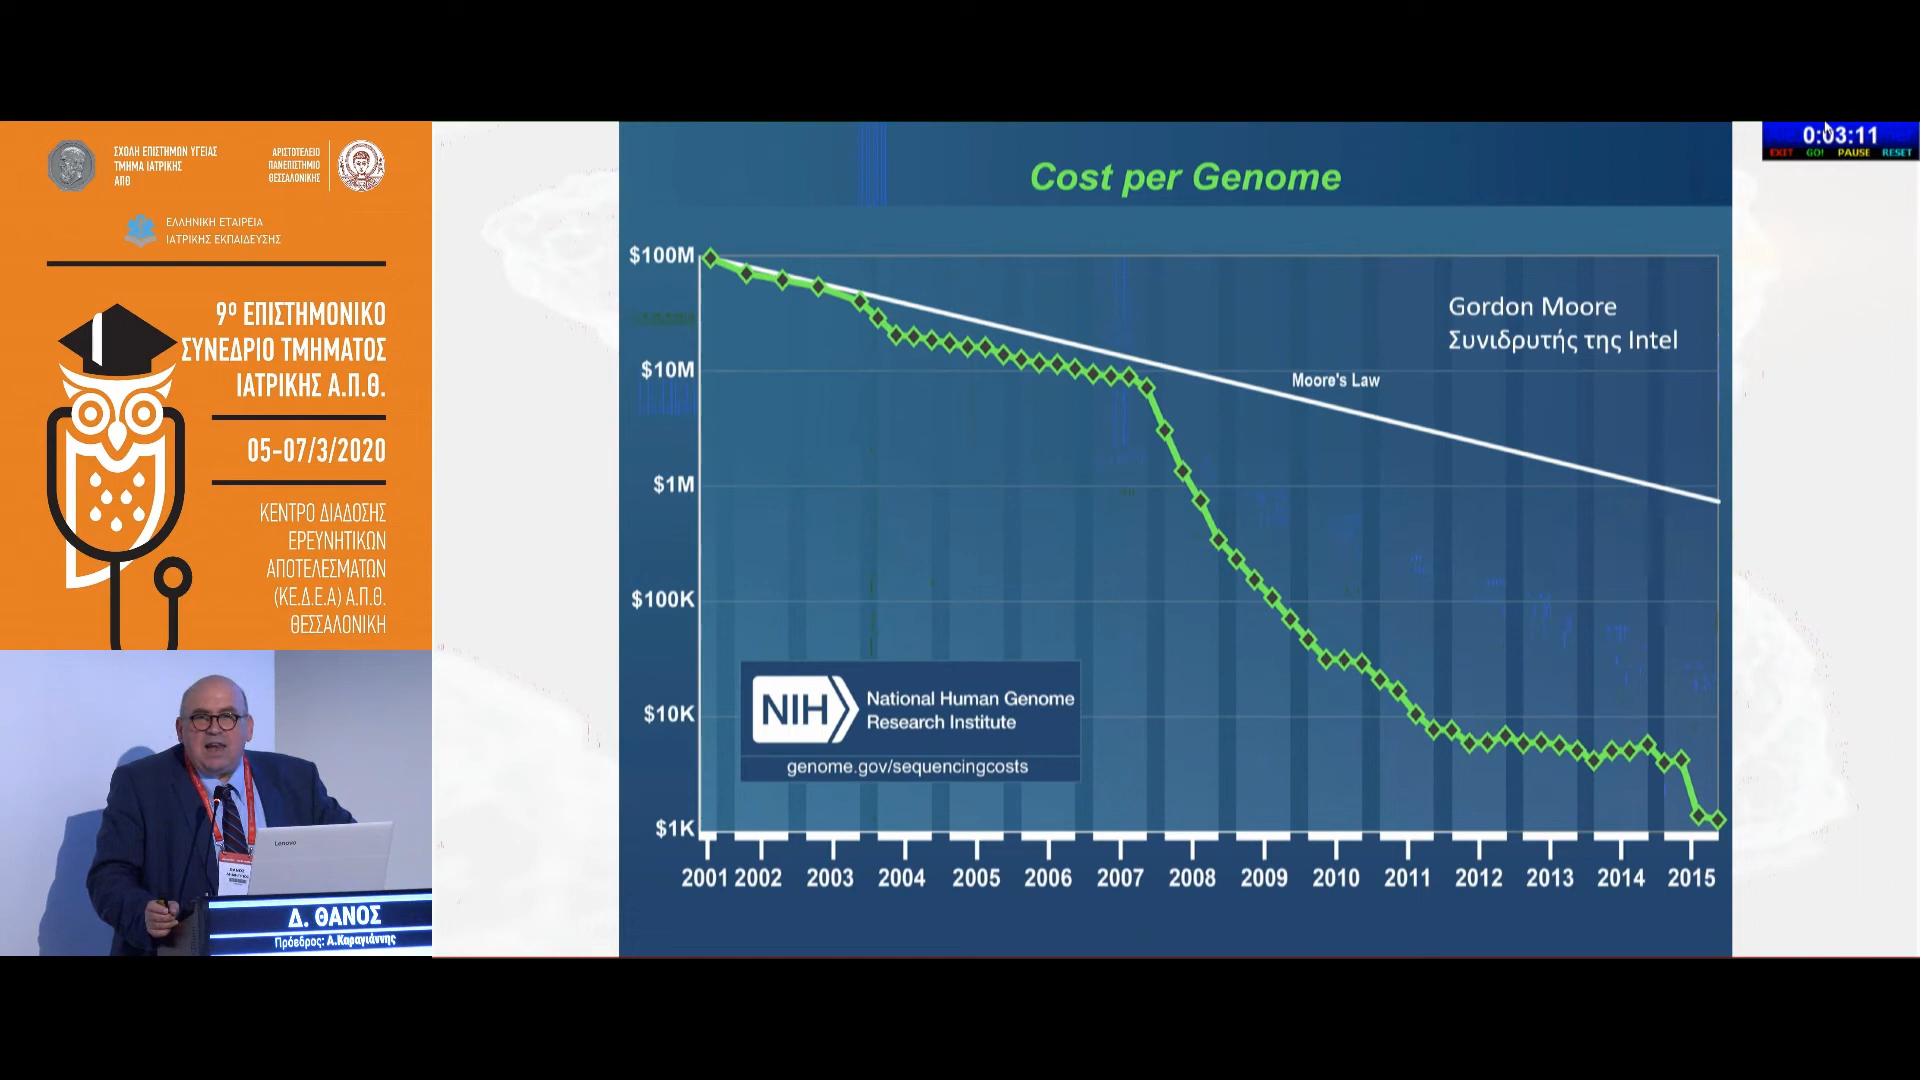 ΣΧΟΛΗ ΕΠΙΣΤΗΜΩΝ ΥΓΕΙΑΣ
ΤΜΗΜΑ ΙΑΤΡΙΚΗΣ
ΑΠΘ
ΑΡΙΣΤΟΤΕΛΕΙΟ
ΠΑΝΕΠΙΣΤΗΜΙΟ
ΘΕΣΣΑΛΟΝΙΚΗΣ
ΕΛΛΗΝΙΚΗ ΕΤΑΙΡΕΙΑ
ΙΑΤΡΙΚΗΣ ΕΚΠΑΙΔΕΥΣΗΣ
9º ΕΠΙΣΤΗΜΟΝΙΚΟ
ΣΥΝΕΔΡΙΟ ΤΜΗΜΑΤΟΣ
ΙΑΤΡΙΚΗΣ Α.Π.Θ.
05-07/3/2020
ΚΕΝΤΡΟ ΔΙΑΔΟΣΗΣ
ΕΡΕΥΝΗΤΙΚΩΝ
ΑΠΟΤΕΛΕΣΜΑΤΩΝ
(ΚΕ.Δ.Ε.Α) Α.Π.Θ.
ΘΕΣΣΑΛΟΝΙΚΗ
Lenovo
Δ. ΘΑΝΟΣ
Πρόεδρος: Α.Καραγιάννης
Cost per Genome
$100M
$10M
$1M
$100K
$10K
$1K
Gordon Moore
Συνιδρυτής της Intel
Moore's Law
NIH
National Human Genome
Research Institute
genome.gov/sequencingcosts
2001 2002 2003 2004 2005 2006 2007 2008 2009 2010 2011 2012 2013 2014 2015
0:03:11
EXIT GO! PAUSE RESET